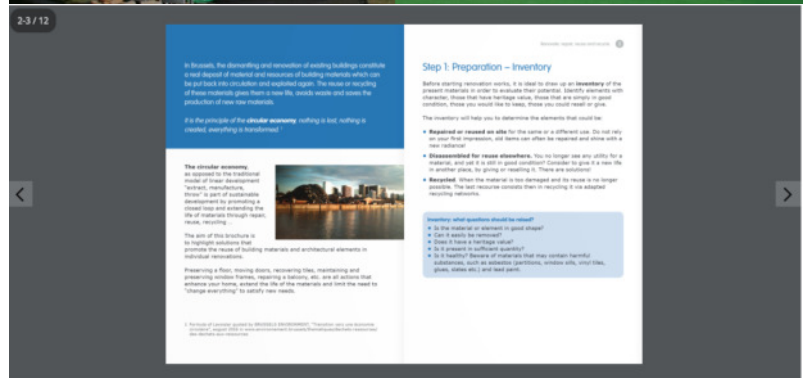 2-3 / 12
In Brussels, the dismantling and renovation of existing buildings constitute
a real deposit of material and resources of building materials which can
be put back into circulation and exploited again. The reuse or recycling
of these materials gives them a new life, avoids waste and saves the
production of new raw materials.
It is the principle of the circular economy, nothing is lost, nothing is
created, everything is transformed. ¹
The circular economy,
as opposed to the traditional
model of linear development
"extract, manufacture,
throw" is part of sustainable
development by promoting a
closed loop and extending the
life of materials through repair,
reuse, recycling ...
The aim of this brochure is
to highlight solutions that
promote the reuse of building materials and architectural elements in
individual renovations.
Preserving a floor, moving doors, recovering tiles, maintaining and
preserving window frames, repairing a balcony, etc. are all actions that
enhance your home, extend the life of the materials and limit the need to
"change everything" to satisfy new needs.
1. Formula of Lavoisier quoted by BRUSSELS ENVIRONMENT, "Transition vers une économie
Step 1: Preparation – Inventory
Before starting renovation works, it is ideal to draw up an inventory of the
present materials in order to evaluate their potential. Identify elements with
character, those that have heritage value, those that are simply in good
condition, those you would like to keep, those you could resell or give.
The inventory will help you to determine the elements that could be:
Repaired or reused on site for the same or a different use. Do not rely
on your first impression, old items can often be repaired and shine with a
new radiance!
Disassembled for reuse elsewhere. You no longer see any utility for a
material, and yet it is still in good condition? Consider to give it a new life
in another place, by giving or reselling it. There are solutions!
Recycled. When the material is too damaged and its reuse is no longer
possible. The last recourse consists then in recycling it via adapted
recycling networks.
Inventory: what questions should be raised?
Is the material or element in good shape?
Can it easily be removed?
Does it have a heritage value?
Is it present in sufficient quantity?
Is it healthy? Beware of materials that may contain harmful
substances, such as asbestos (partitions, window sills, vinyl tiles,
glues, slates etc.) and lead paint.